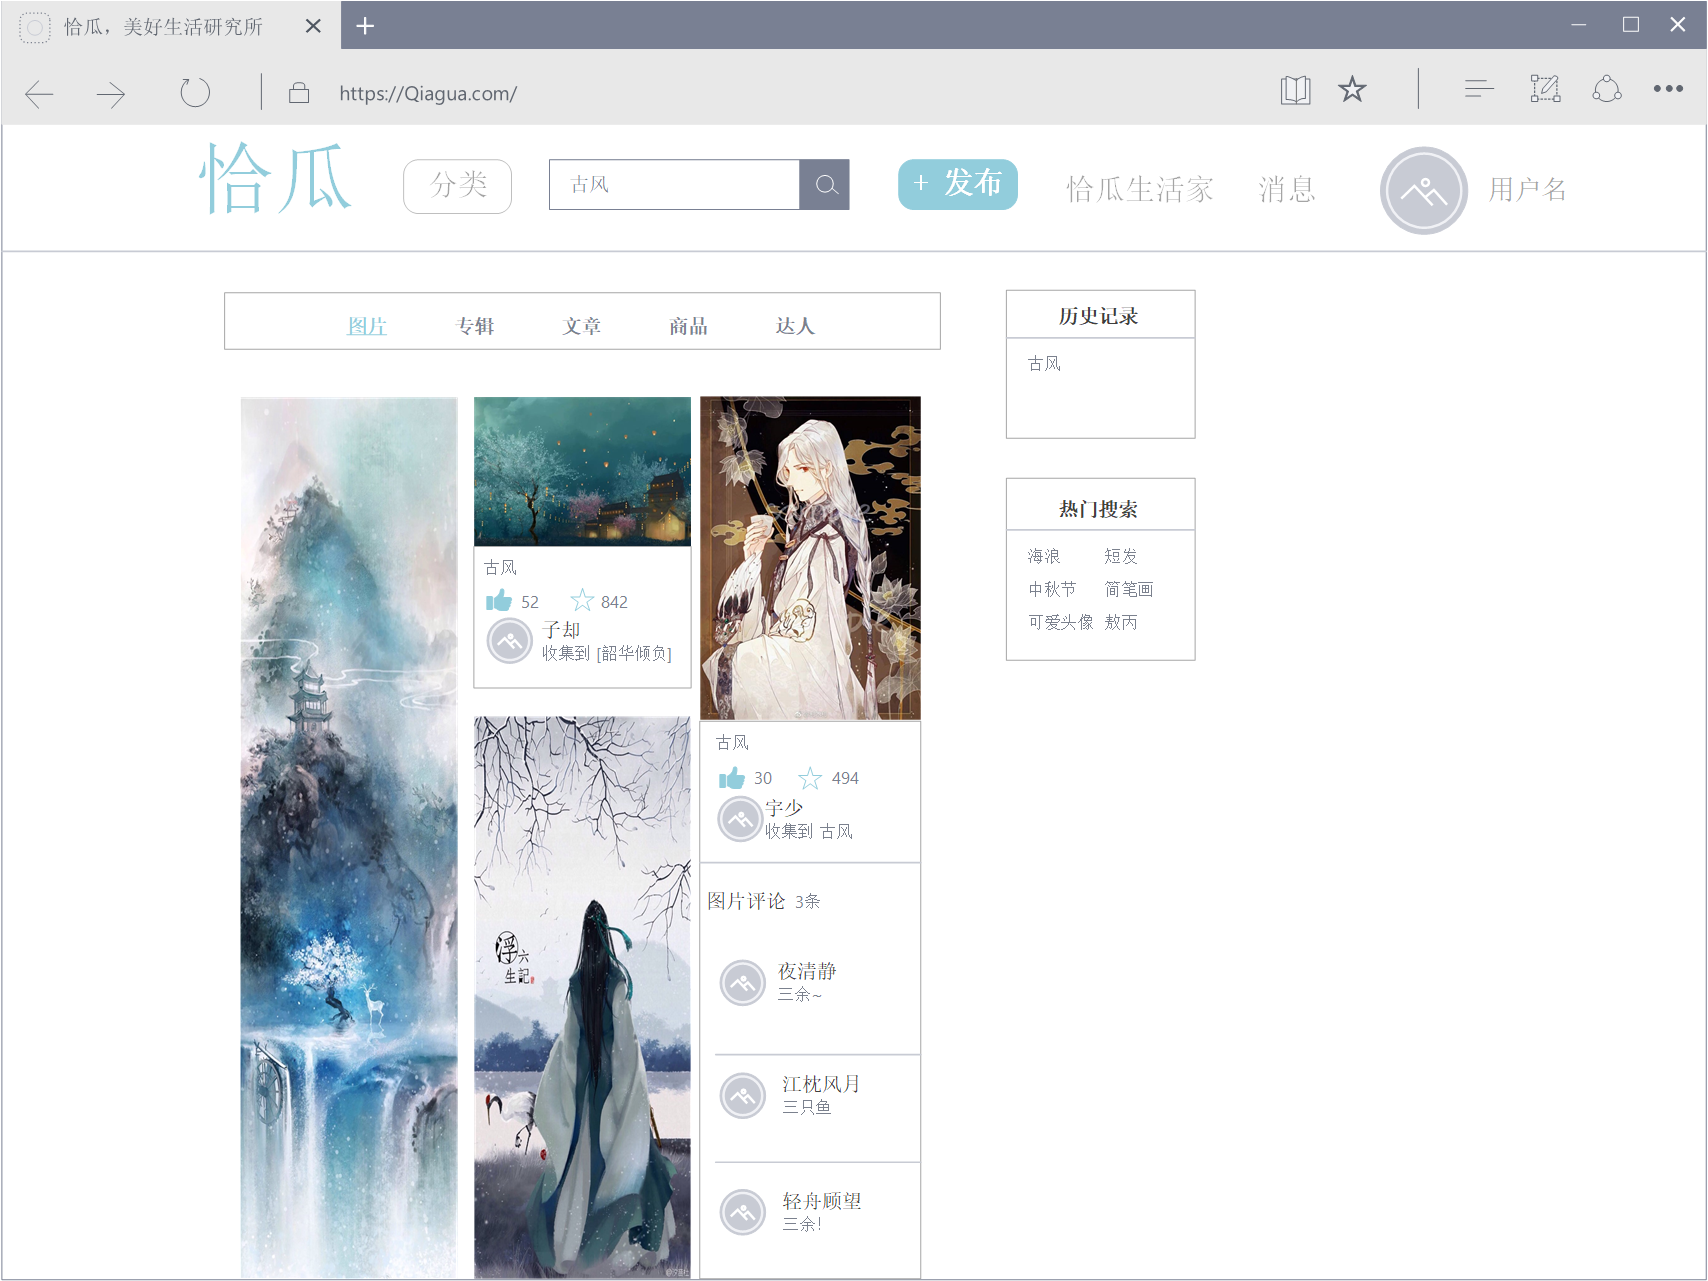 恰瓜，美好生活研究所
https://Qiagua.com/
恰瓜
分类
古风
+ 发布
恰瓜生活家
消息
用户名
图片 专辑 文章 商品 达人
历史记录
古风
热门搜索
海浪 短发
中秋节 简笔画
可爱头像 敖丙
古风
52 842
子却
收集到 [韶华倾负]
浮六
生記
古风
30 494
宇少
收集到 古风
图片评论 3条
夜清静
三余~
江枕风月
三只鱼
轻舟顾望
三余!